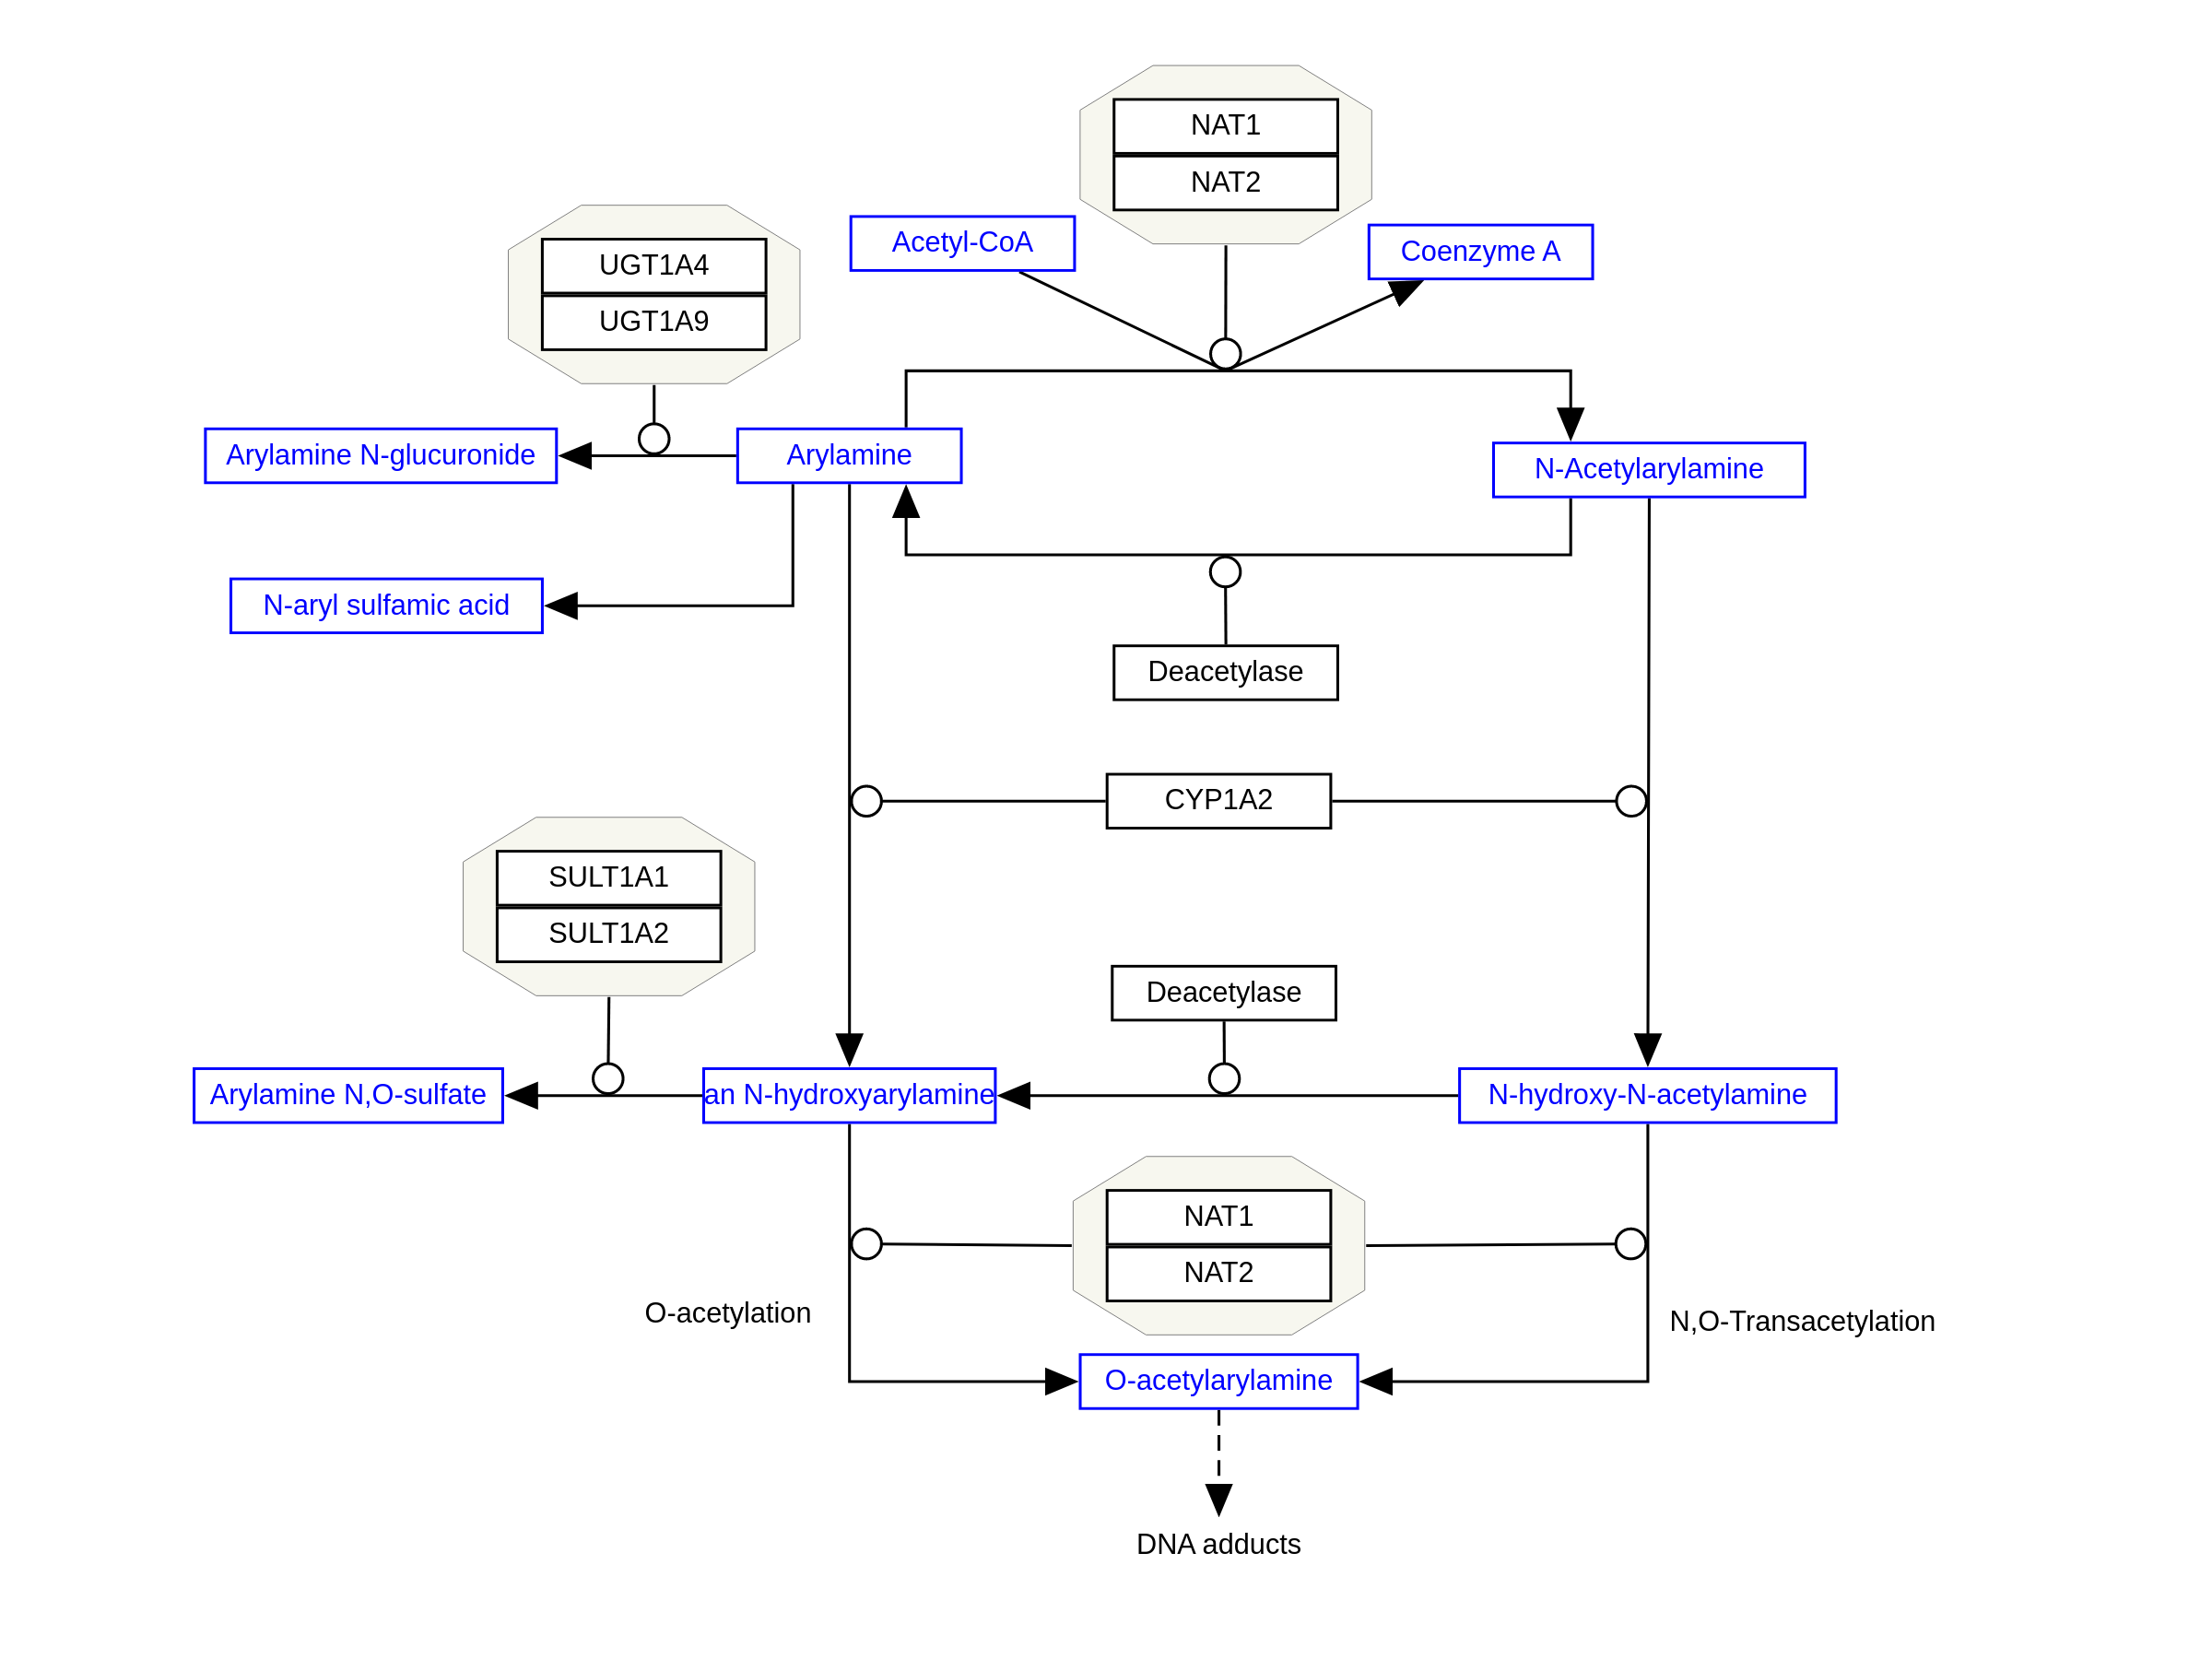 NAT1
NAT2
Acetyl-CoA
Coenzyme A
UGT1A4
UGT1A9
Arylamine N-glucuronide
Arylamine
N-Acetylarylamine
N-aryl sulfamic acid
Deacetylase
CYP1A2
SULT1A1
SULT1A2
Deacetylase
Arylamine N,O-sulfate
an N-hydroxyarylamine
N-hydroxy-N-acetylamine
NAT1
NAT2
O-acetylation
N,O-Transacetylation
O-acetylarylamine
DNA adducts